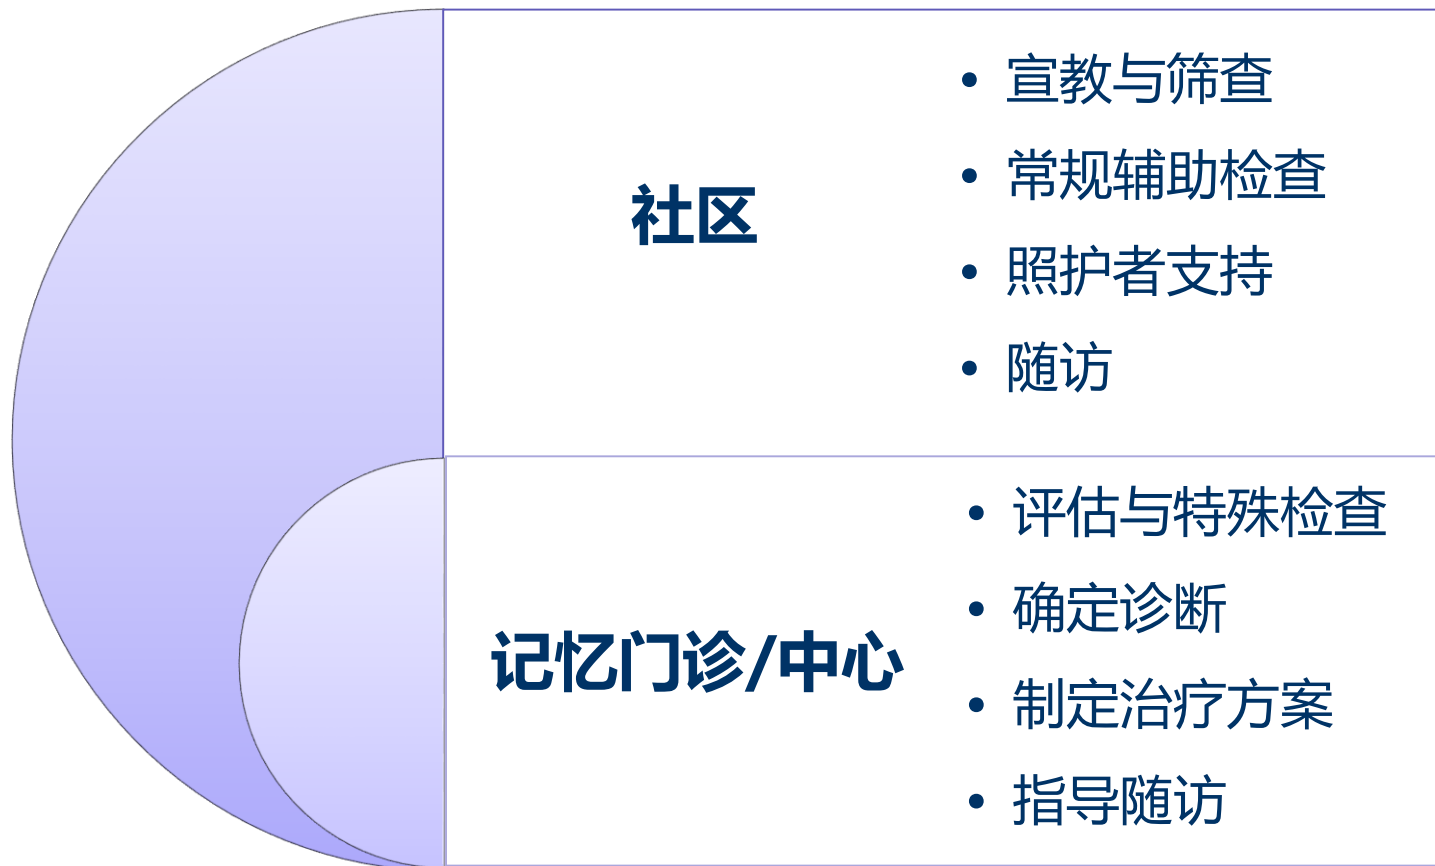 社区
• 宣教与筛查
• 常规辅助检查
• 照护者支持
• 随访
记忆门诊/中心
• 评估与特殊检查
• 确定诊断
• 制定治疗方案
• 指导随访